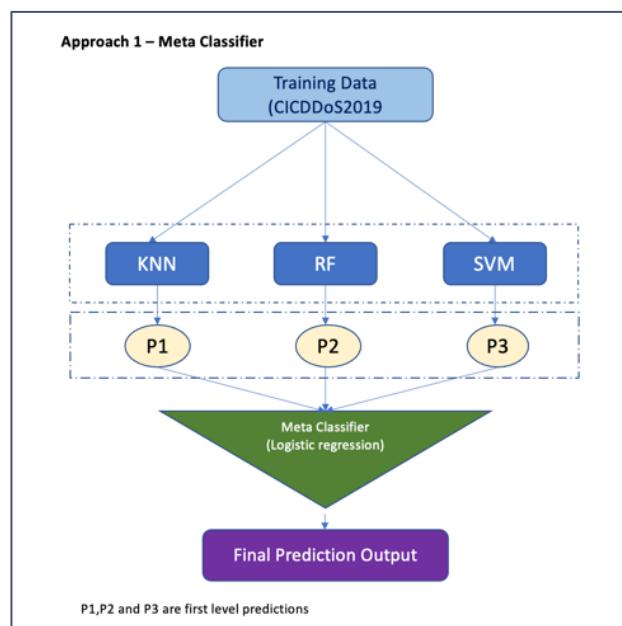 Approach 1 – Meta Classifier
Training Data
(CICDDoS2019
KNN
RF
SVM
P1
P2
P3
Meta Classifier
(Logistic regression)
Final Prediction Output
P1,P2 and P3 are first level predictions